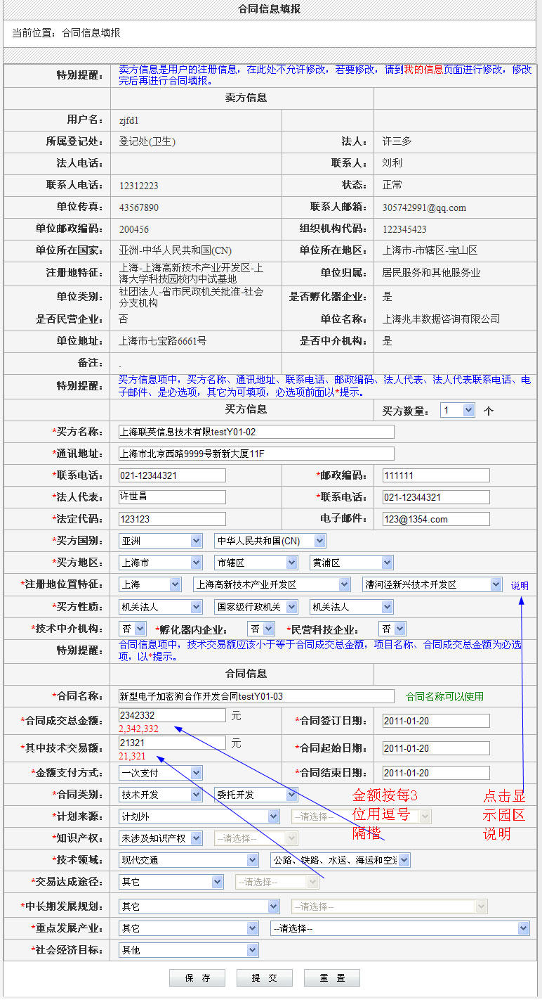 合同信息填报
当前位置：合同信息填报
特别提醒： 卖方信息是用户的注册信息，在此处不允许修改，若要修改，请到我的信息页面进行修改，修改
完后再进行合同填报。
卖方信息
用户名： zjfd1
所属登记处： 登记处(卫生) 法人： 许三多
法人电话： 联系人： 刘利
联系人电话： 12312223 状态： 正常
单位传真： 43567890 联系人邮箱： 305742991@qq.com
单位邮政编码： 200456 组织机构代码： 122345423
单位所在国家： 亚洲-中华人民共和国(CN) 单位所在地区： 上海市-市辖区-宝山区
注册地特征： 上海-上海高新技术产业开发区-上
海大学科技园校内中试基地 单位归属： 居民服务和其他服务业
单位类别： 社团法人-省市民政机关批准-社会
分支机构 是否孵化器企业： 是
是否民营企业： 否 单位名称： 上海兆丰数据咨询有限公司
单位地址： 上海市七宝路6661号 是否中介机构： 是
备注： .
特别提醒： 买方信息项中，买方名称、通讯地址、联系电话、邮政编码、法人代表、法人代表联系电话、电
子邮件、是必选项，其它为可填项，必选项前面以*提示。
买方信息 买方数量： 1 个
*买方名称： 上海联英信息技术有限testY01-02
*通讯地址： 上海市北京西路9999号新新大厦11F
*联系电话： 021-12344321 *邮政编码： 111111
*法人代表： 许世昌 *联系电话： 021-12344321
*法定代码： 123123 电子邮件： 123@1354.com
*买方国别： 亚洲 中华人民共和国(CN)
*买方地区： 上海市 市辖区 黄浦区
*注册地位置特征： 上海 上海高新技术产业开发区 漕河泾新兴技术开发区 说明
*买方性质： 机关法人 国家级行政机关 机关法人
*技术中介机构： 否 *孵化器内企业： 否 *民营科技企业： 否
特别提醒： 合同信息项中，技术交易额应该小于等于合同成交总金额，项目名称、合同成交总金额为必选
项，以*提示。
合同信息
*合同名称： 新型电子加密狗合作开发合同testY01-03 合同名称可以使用
*合同成交总金额： 2342332 元 *合同签订日期： 2011-01-20
2,342,332
*其中技术交易额： 21321 元 *合同起始日期： 2011-01-20
21,321
*金额支付方式： 一次支付 *合同结束日期： 2011-01-20
*合同类别： 技术开发 委托开发
金额按每3
位用逗号
隔楷
点击显
示园区
说明
*计划来源： 计划外 --请选择--
*知识产权： 未涉及知识产权 --请选择--
*技术领域： 现代交通 公路、铁路、水运、海运和空运
*交易达成途径： 其它 --请选择--
*中长期发展规划： 其它 --请选择--
*重点发展产业： 其它 --请选择--
*社会经济目标： 其他
保 存 提 交 重 置